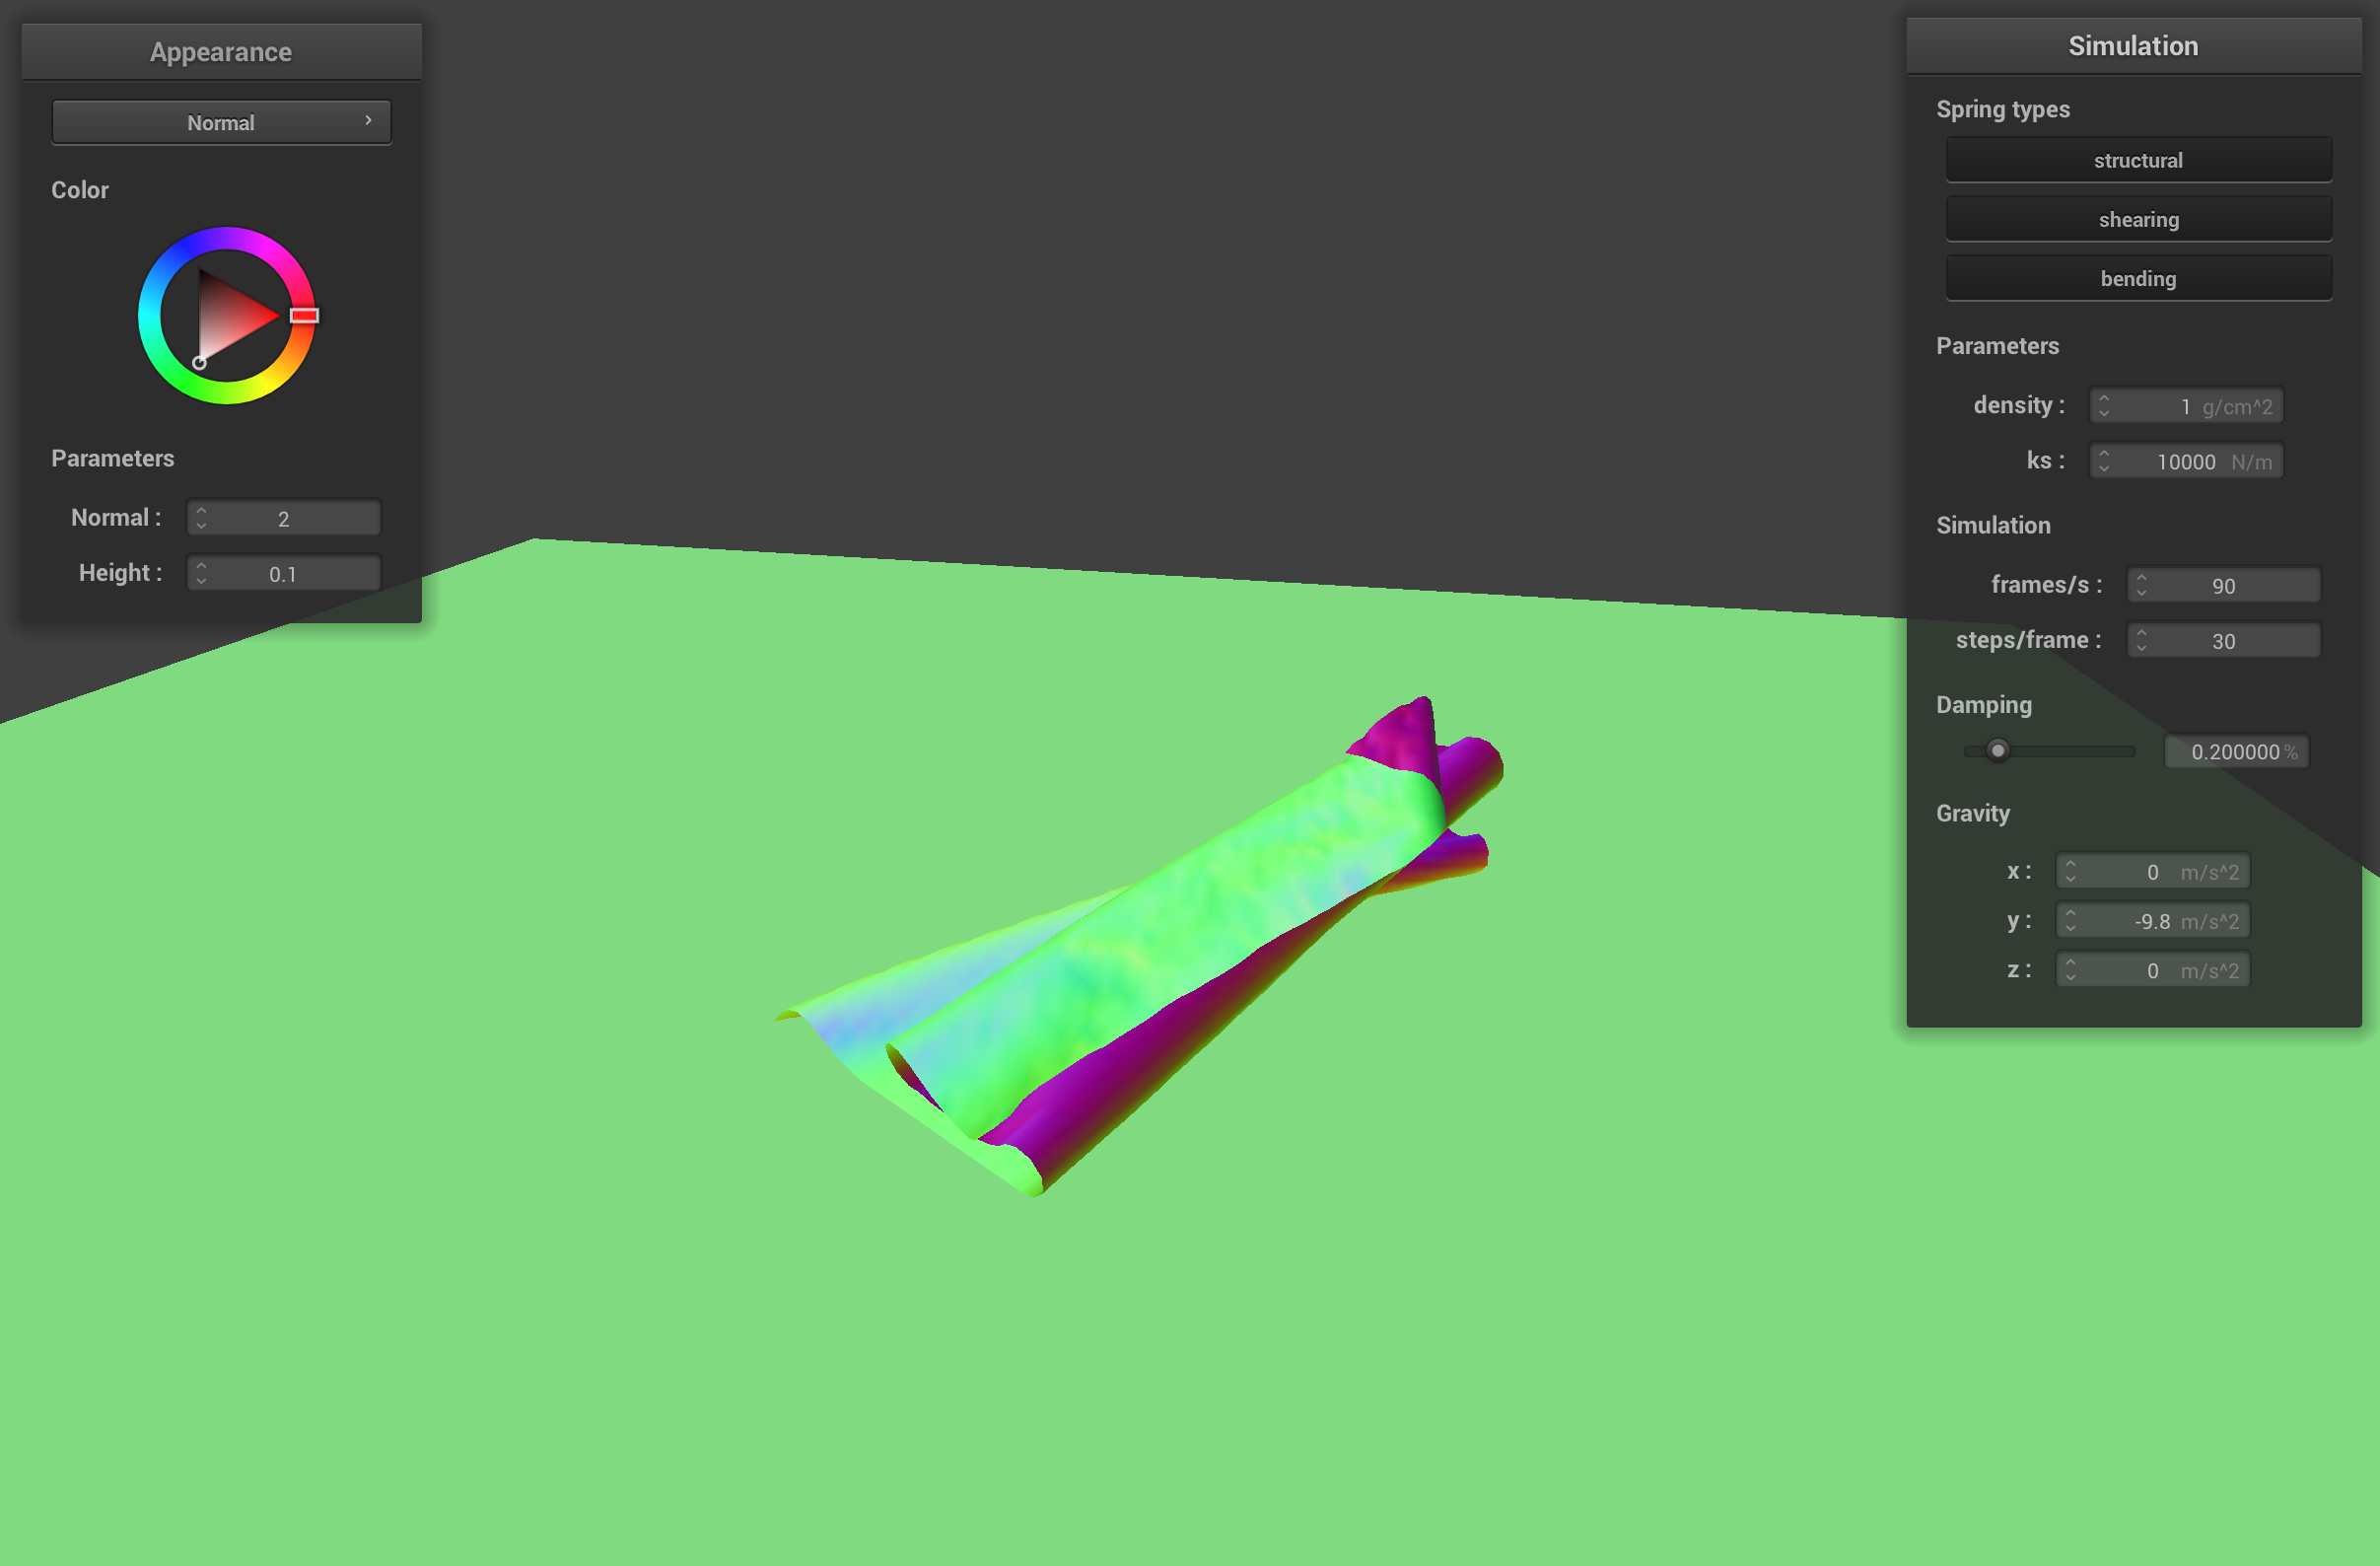 Appearance
Normal
Color
Parameters
Normal : 2
Height : 0.1
Simulation
Spring types
structural
shearing
bending
Parameters
density : 1 g/cm^2
ks : 10000 N/m
Simulation
frames/s : 90
steps/frame : 30
Damping
0.200000 %
Gravity
x : 0 m/s^2
y : -9.8 m/s^2
z : 0 m/s^2